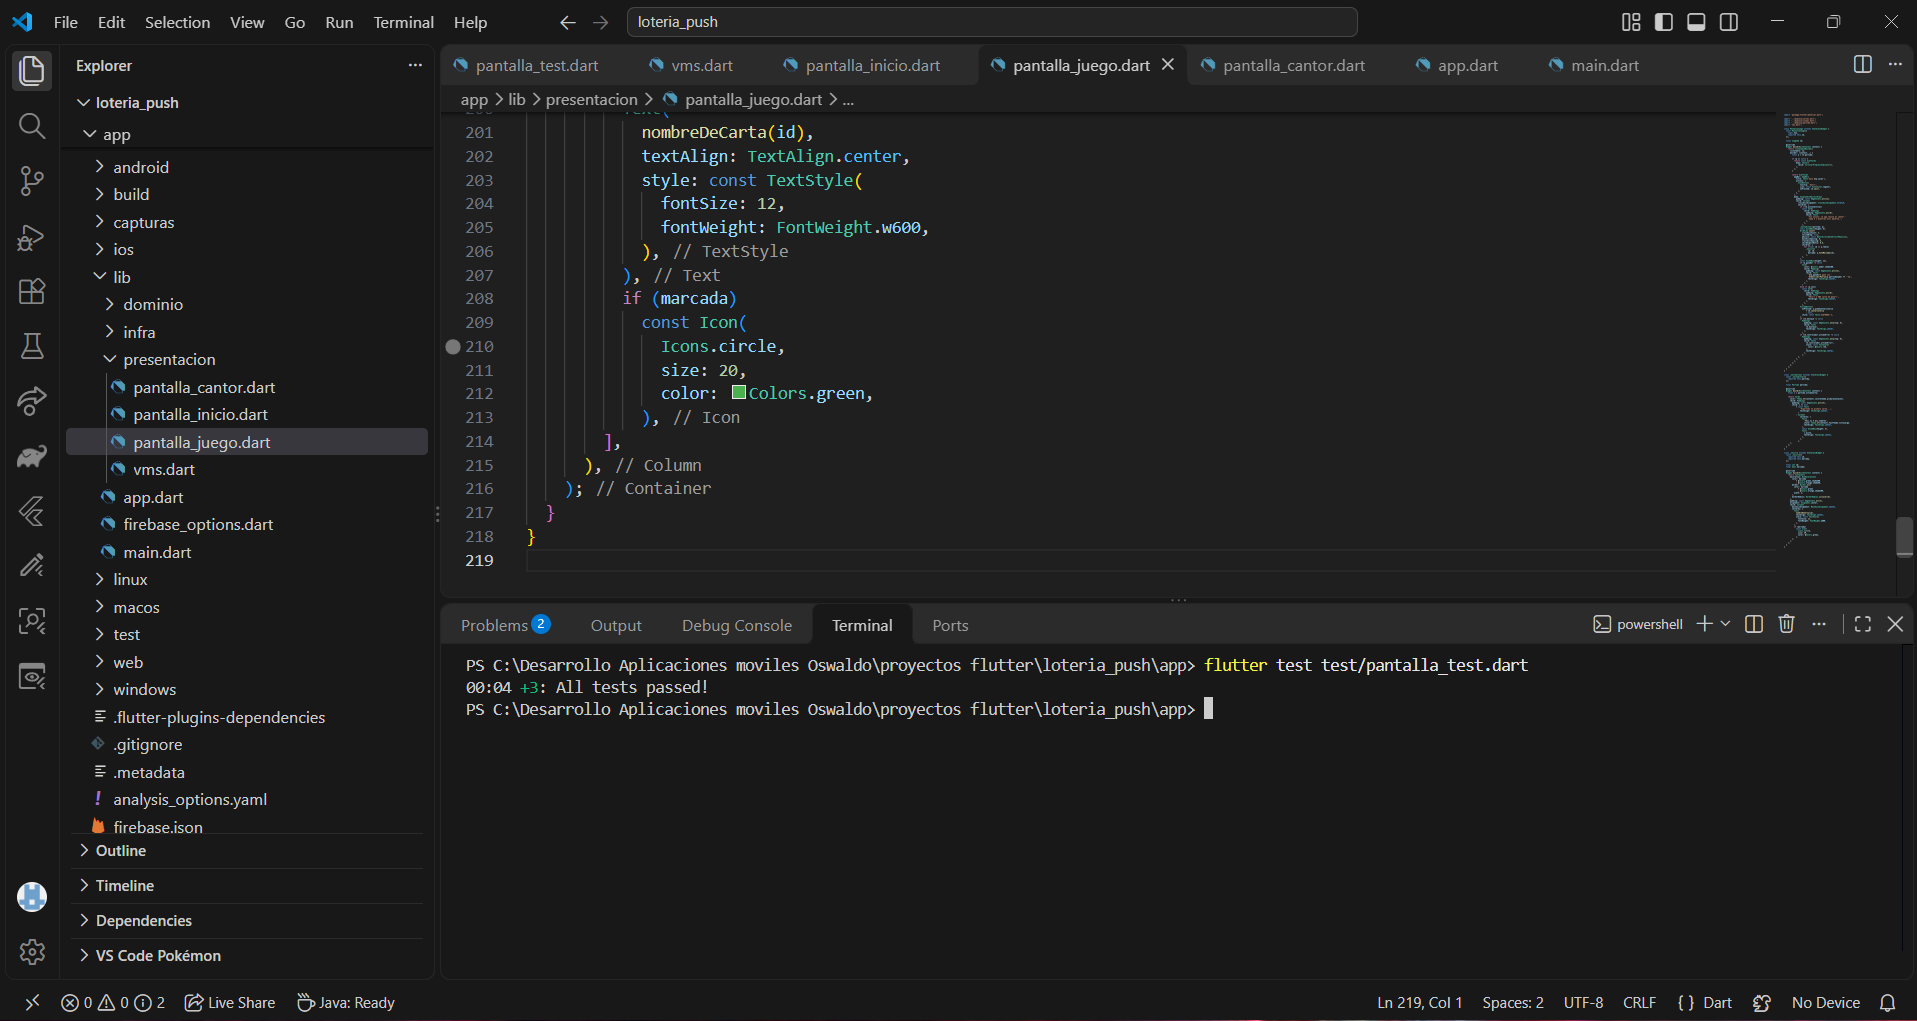 File Edit Selection View Go Run Terminal Help
loteria_push
Explorer
loteria_push
app
android
build
capturas
ios
lib
dominio
infra
presentacion
pantalla_cantor.dart
pantalla_inicio.dart
pantalla_juego.dart
vms.dart
app.dart
firebase_options.dart
main.dart
linux
macos
test
web
windows
.flutter-plugins-dependencies
.gitignore
.metadata
analysis_options.yaml
firebase.json
Outline
Timeline
Dependencies
VS Code Pokémon
pantalla_test.dart vms.dart pantalla_inicio.dart pantalla_juego.dart pantalla_cantor.dart app.dart main.dart
app > lib > presentacion > pantalla_juego.dart > ...
201 nombreDeCarta(id),
202 textAlign: TextAlign.center,
203 style: const TextStyle(
204 fontSize: 12,
205 fontWeight: FontWeight.w600,
206 ), // TextStyle
207 ), // Text
208 if (marcada)
209 const Icon(
210 Icons.circle,
211 size: 20,
212 color: Colors.green,
213 ), // Icon
214 ],
215 ), // Column
216 ); // Container
217 }
218 }
219
Problems 2 Output Debug Console Terminal Ports
powershell
PS C:\Desarrollo Aplicaciones moviles Oswaldo\proyectos flutter\loteria_push\app> flutter test test/pantalla_test.dart
00:04 +3: All tests passed!
PS C:\Desarrollo Aplicaciones moviles Oswaldo\proyectos flutter\loteria_push\app>
0 0 2 Live Share Java: Ready
Ln 219, Col 1 Spaces: 2 UTF-8 CRLF { } Dart No Device